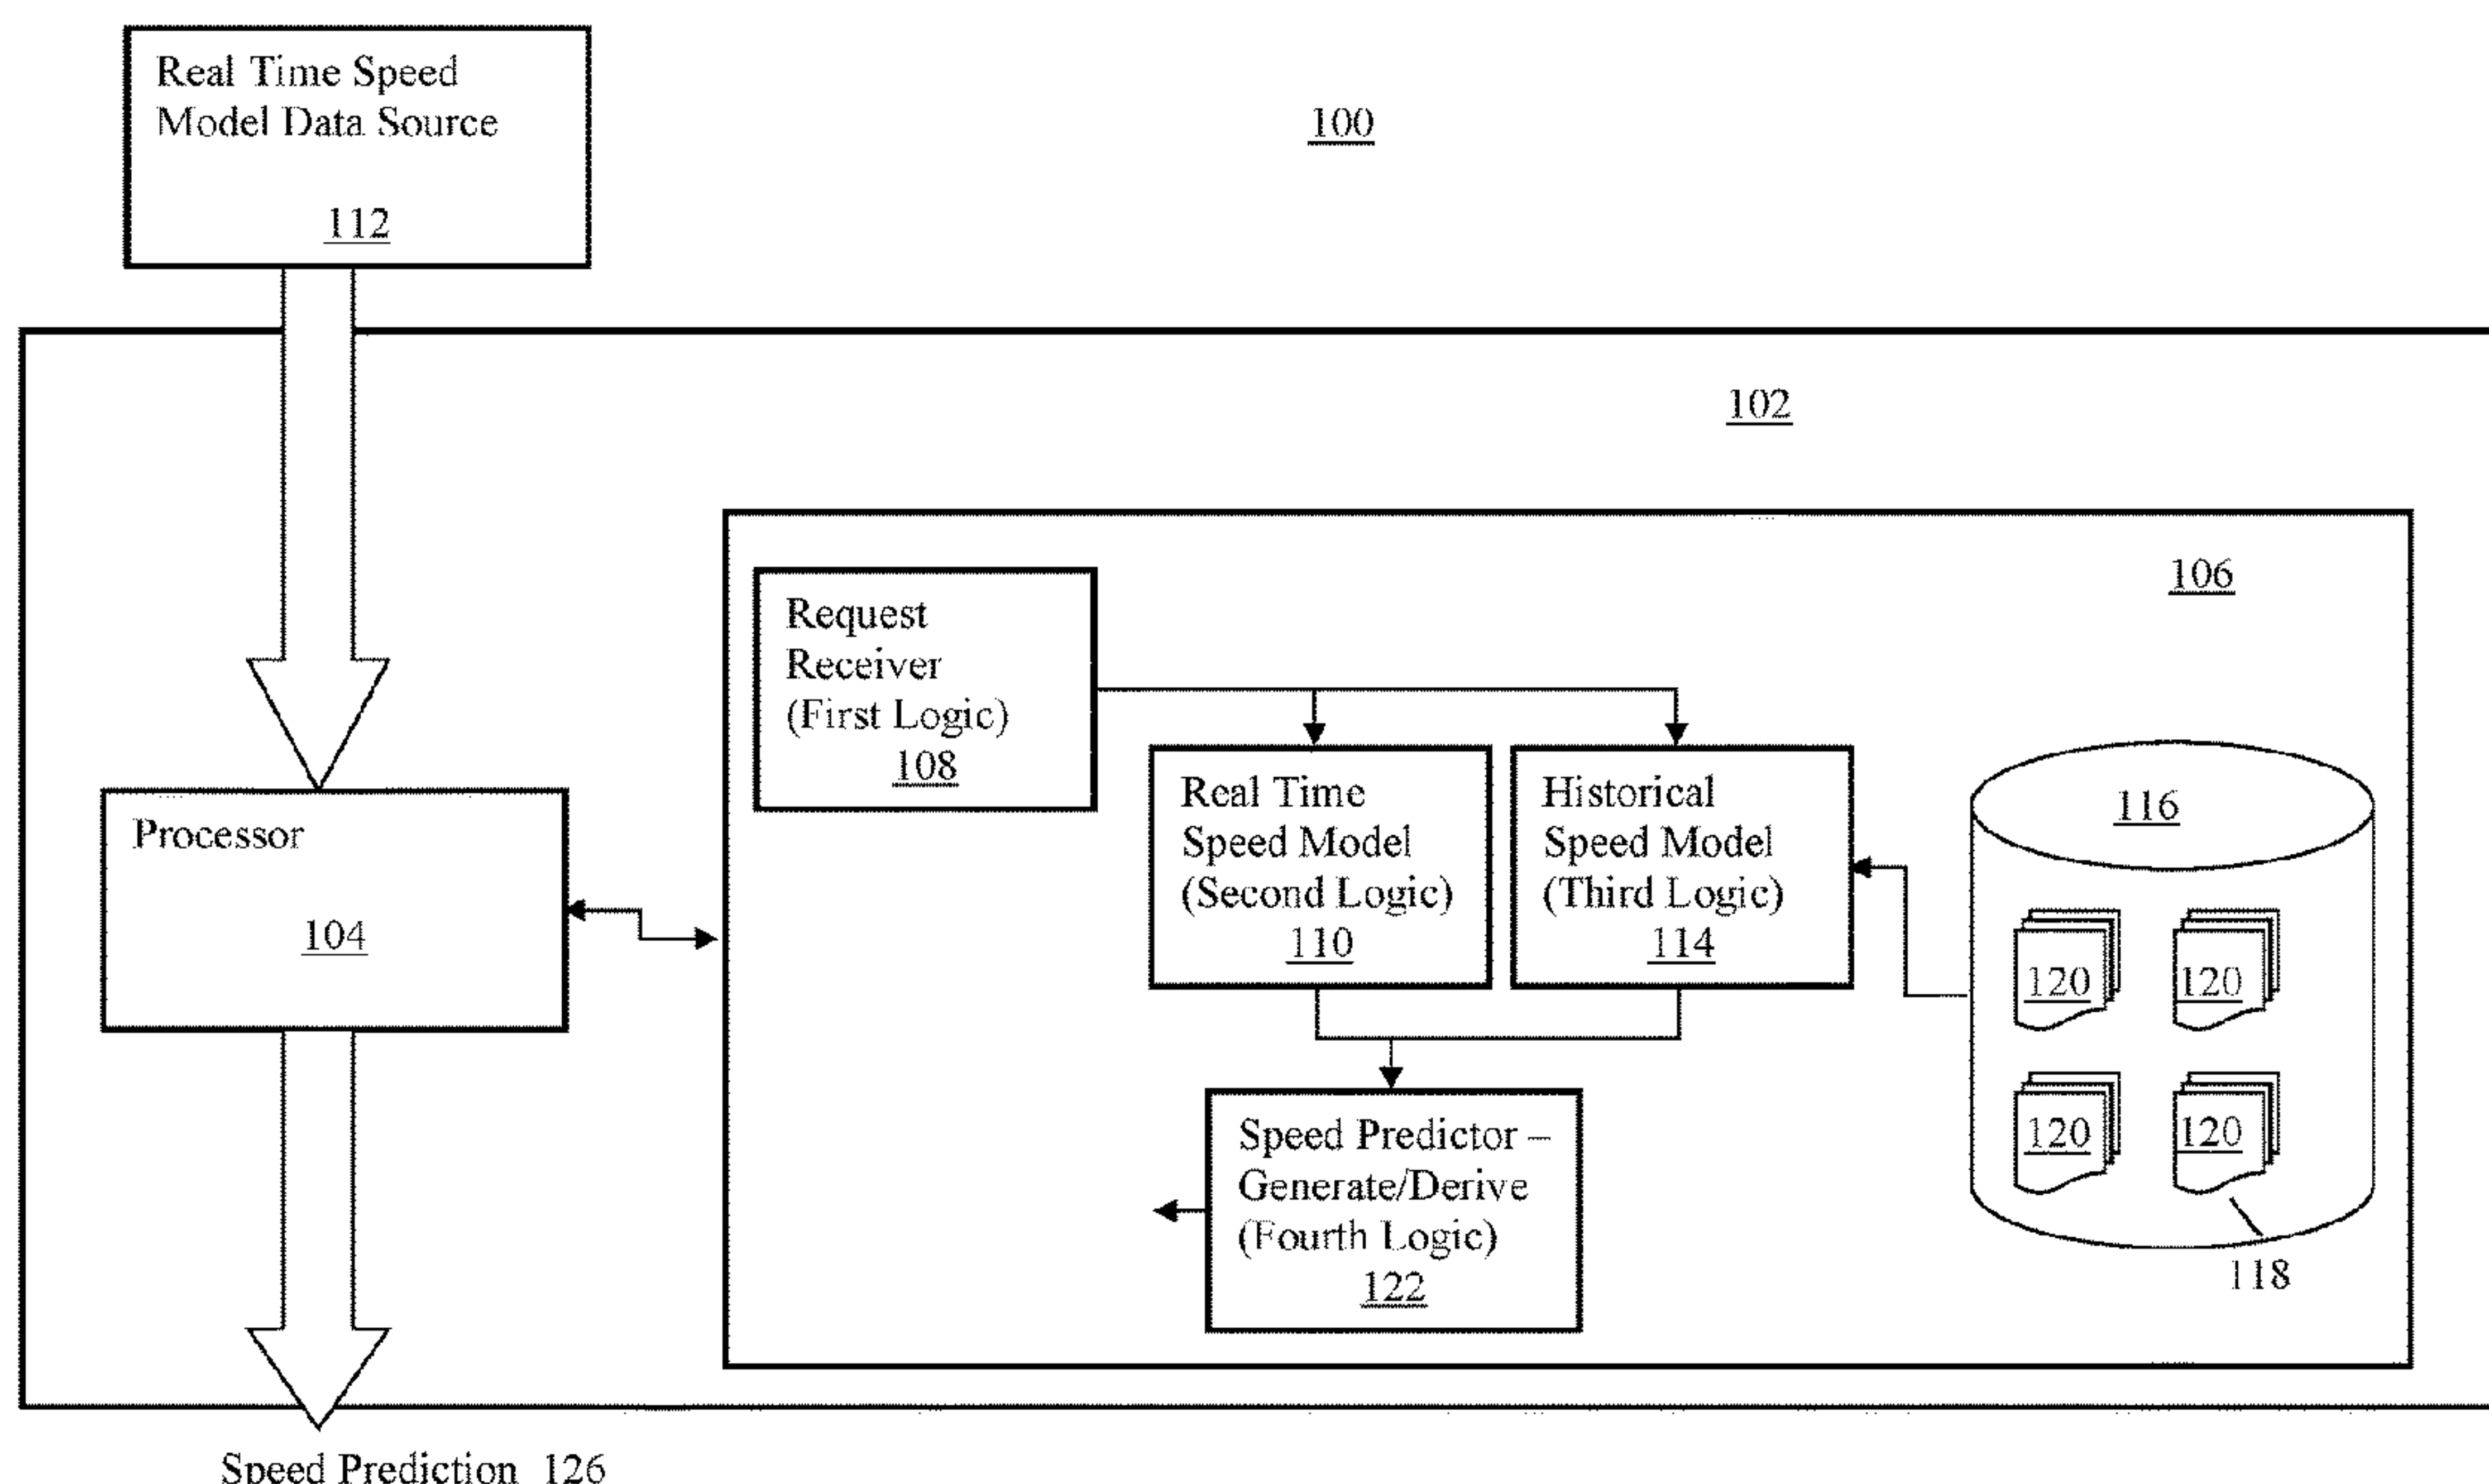 Real Time Speed
Model Data Source
112
100
102
106
Request
Receiver
(First Logic)
108
Real Time
Speed Model
(Second Logic)
110
Historical
Speed Model
(Third Logic)
114
116
Processor
104
120
120
120
120
118
Speed Predictor –
Generate/Derive
(Fourth Logic)
122
Speed Prediction 126